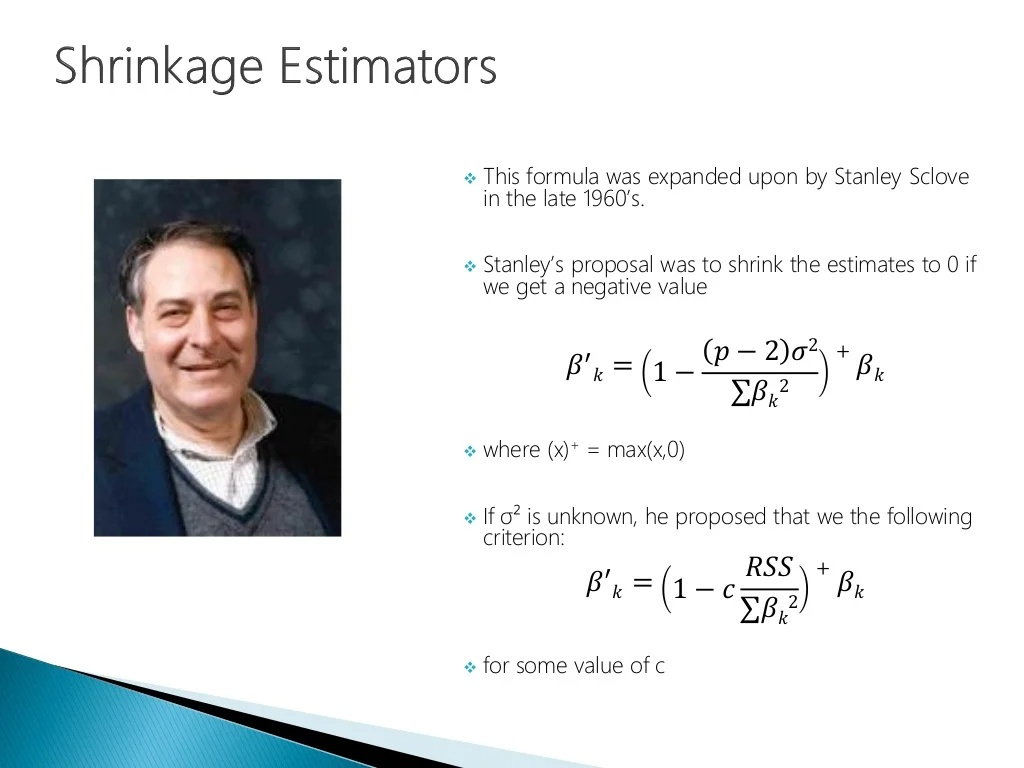 Shrinkage Estimators
❖ This formula was expanded upon by Stanley Sclove
in the late 1960’s.
❖ Stanley’s proposal was to shrink the estimates to 0 if
we get a negative value
β′ₖ = (1 − (p − 2)σ² / ∑βₖ²)⁺ βₖ
❖ where (x)⁺ = max(x,0)
❖ If σ² is unknown, he proposed that we the following
criterion:
β′ₖ = (1 − c RSS / ∑βₖ²)⁺ βₖ
❖ for some value of c